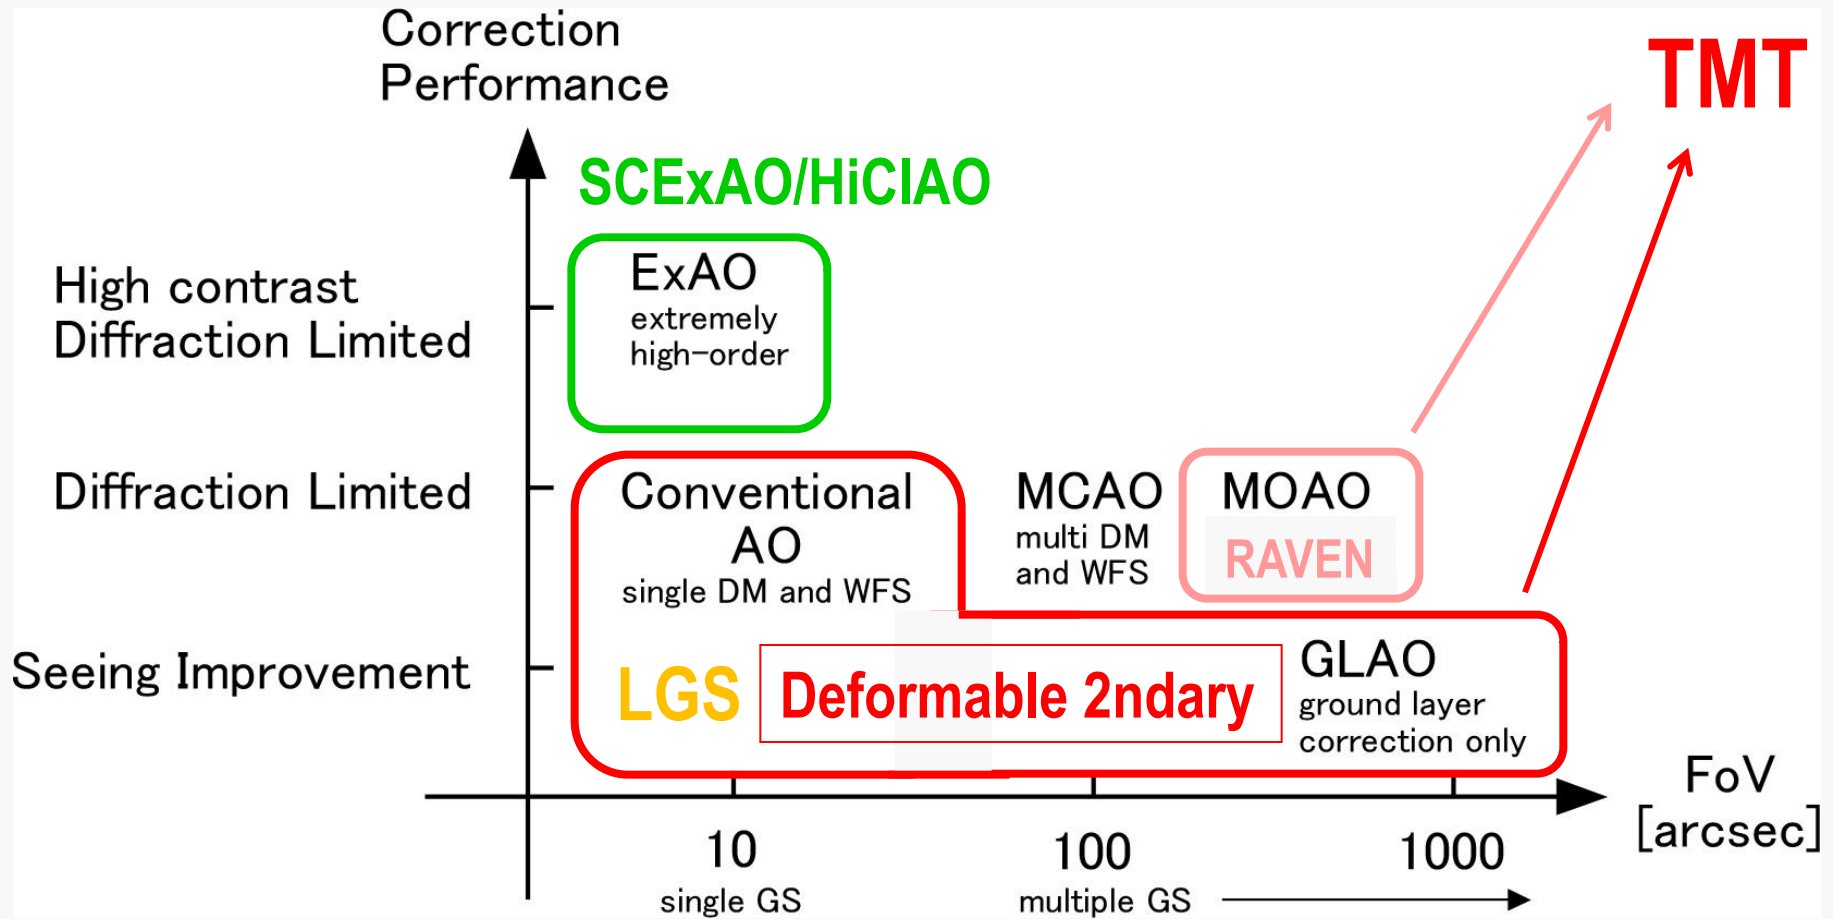 Correction
Performance
TMT
SCExAO/HiCIAO
High contrast
Diffraction Limited
ExAO
extremely
high-order
Diffraction Limited
Conventional
AO
single DM and WFS
MCAO
multi DM
and WFS
MOAO
RAVEN
Seeing Improvement
LGS
Deformable 2ndary
GLAO
ground layer
correction only
FoV
[arcsec]
10
100
1000
single GS
multiple GS